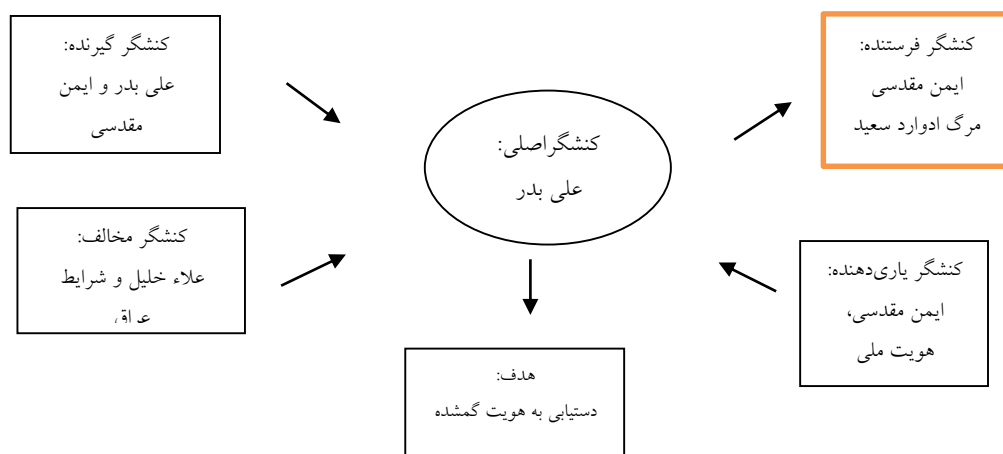 کنشگر فرستنده:
ایمن مقدسی
مرگ ادوارد سعید
کنشگر گیرنده:
علی بدر و ایمن
مقدسی
کنشگراصلی:
علی بدر
کنشگر یاری‌دهنده:
ایمن مقدسی،
هویت ملی
کنشگر مخالف:
علاء خلیل و شرایط
عراق
هدف:
دستیابی به هویت گمشده